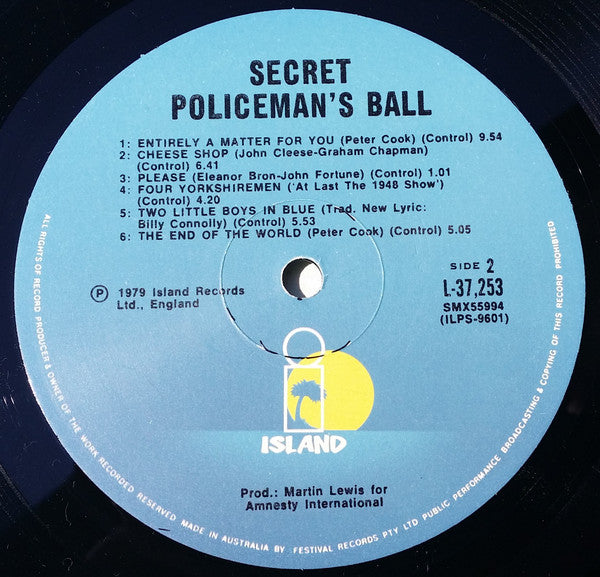 SECRET
POLICEMAN'S BALL
1: ENTIRELY A MATTER FOR YOU (Peter Cook) (Control) 9.54
2: CHEESE SHOP (John Cleese-Graham Chapman)
(Control) 6.41
3: PLEASE (Eleanor Bron-John Fortune) (Control) 1.01
4: FOUR YORKSHIREMEN ('At Last The 1948 Show')
(Control) 4.20
5: TWO LITTLE BOYS IN BLUE (Trad. New Lyric:
Billy Connolly) (Control) 5.53
6: THE END OF THE WORLD (Peter Cook) (Control) 5.05
SIDE 2
L-37,253
SMX55994
(ILPS-9601)
Ⓟ 1979 Island Records
Ltd., England
ISLAND
Prod.: Martin Lewis for
Amnesty International
ALL RIGHTS OF RECORD PRODUCER & OWNER OF THE WORK RECORDED RESERVED MADE IN AUSTRALIA BY FESTIVAL RECORDS PTY LTD PUBLIC PERFORMANCE BROADCASTING & COPYING OF THIS RECORD PROHIBITED